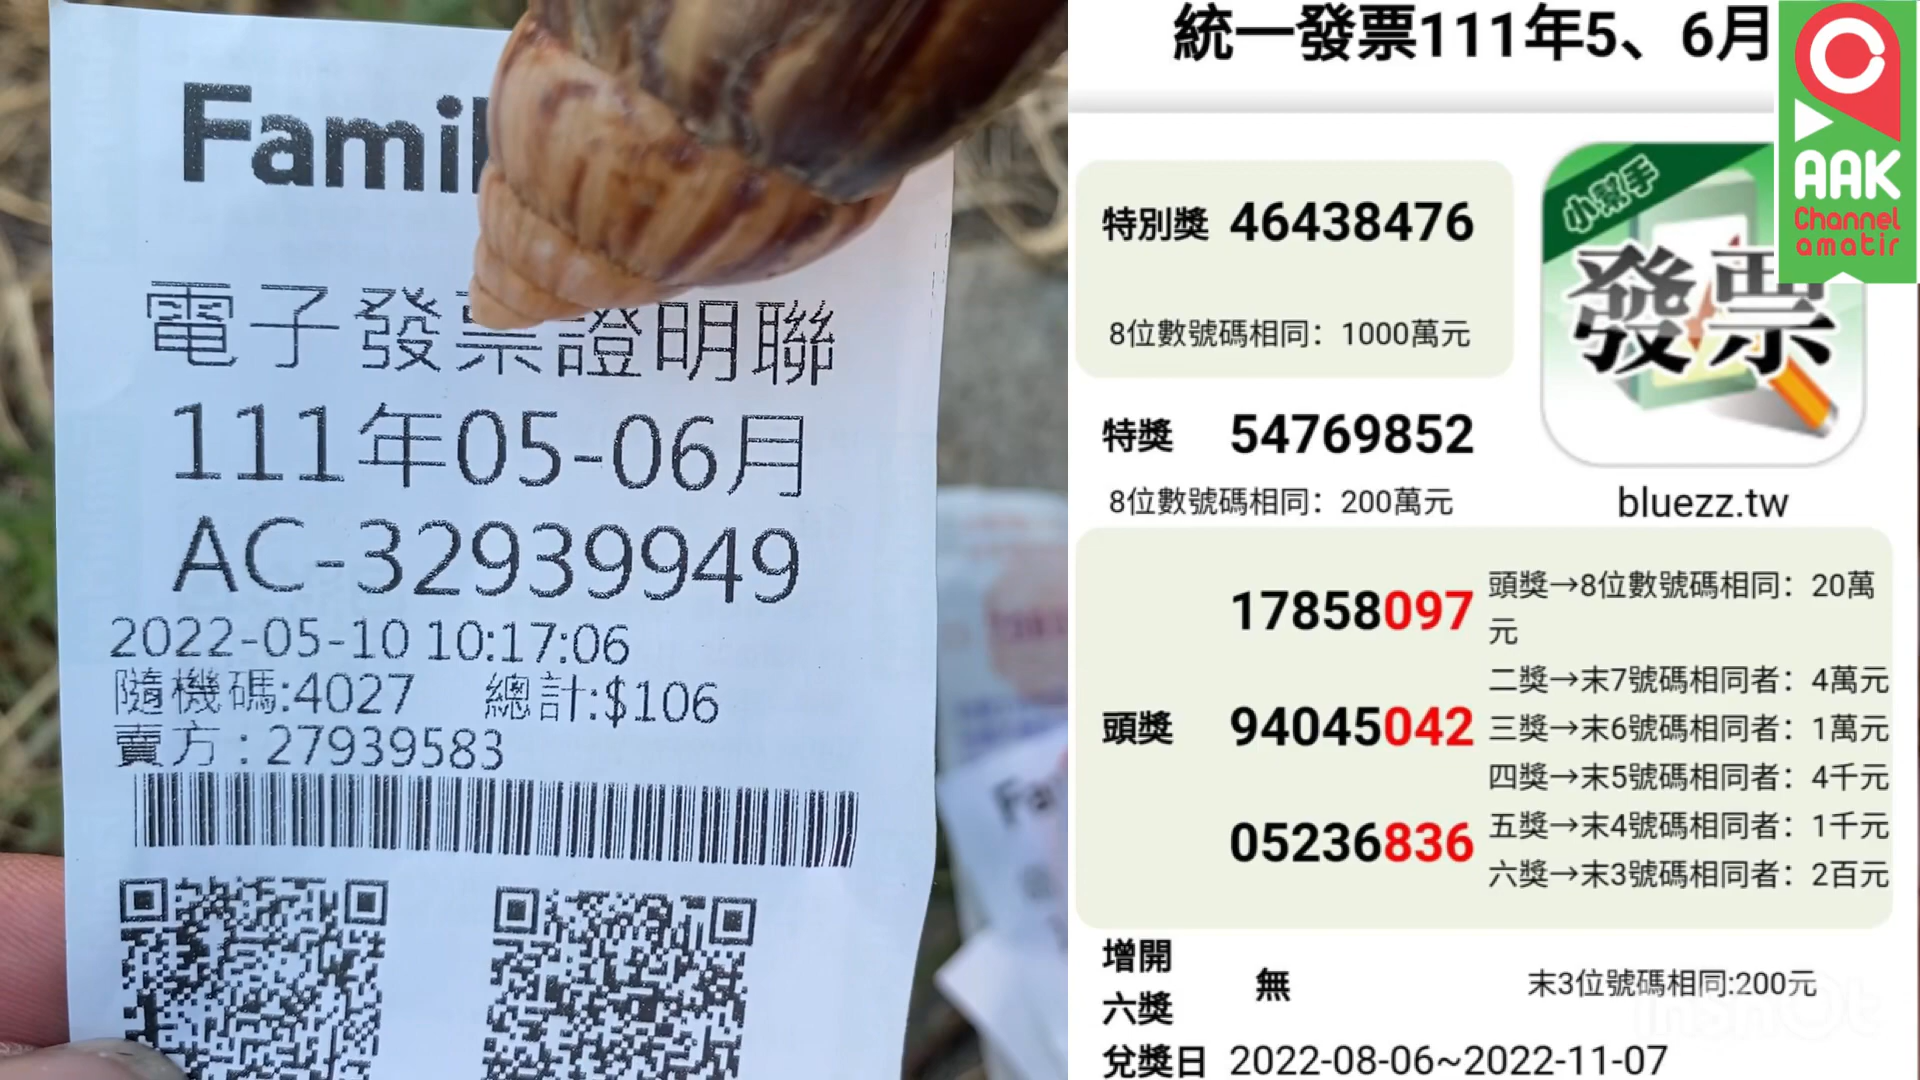 Famil
電子發票證明聯
111年05-06月
AC-32939949
2022-05-10 10:17:06
隨機碼:4027 總計:$106
賣方:27939583
統一發票111年5、6月
特別獎 46438476
8位數號碼相同：1000萬元
特獎 54769852
8位數號碼相同：200萬元
小幫手
發票
bluezz.tw
頭獎
17858097
94045042
05236836
頭獎→8位數號碼相同：20萬
元
二獎→末7號碼相同者：4萬元
三獎→末6號碼相同者：1萬元
四獎→末5號碼相同者：4千元
五獎→末4號碼相同者：1千元
六獎→末3號碼相同者：2百元
增開
六獎
無
末3位號碼相同:200元
兌獎日 2022-08-06~2022-11-07
AAK
Channel
amatir
InShOt
Fa